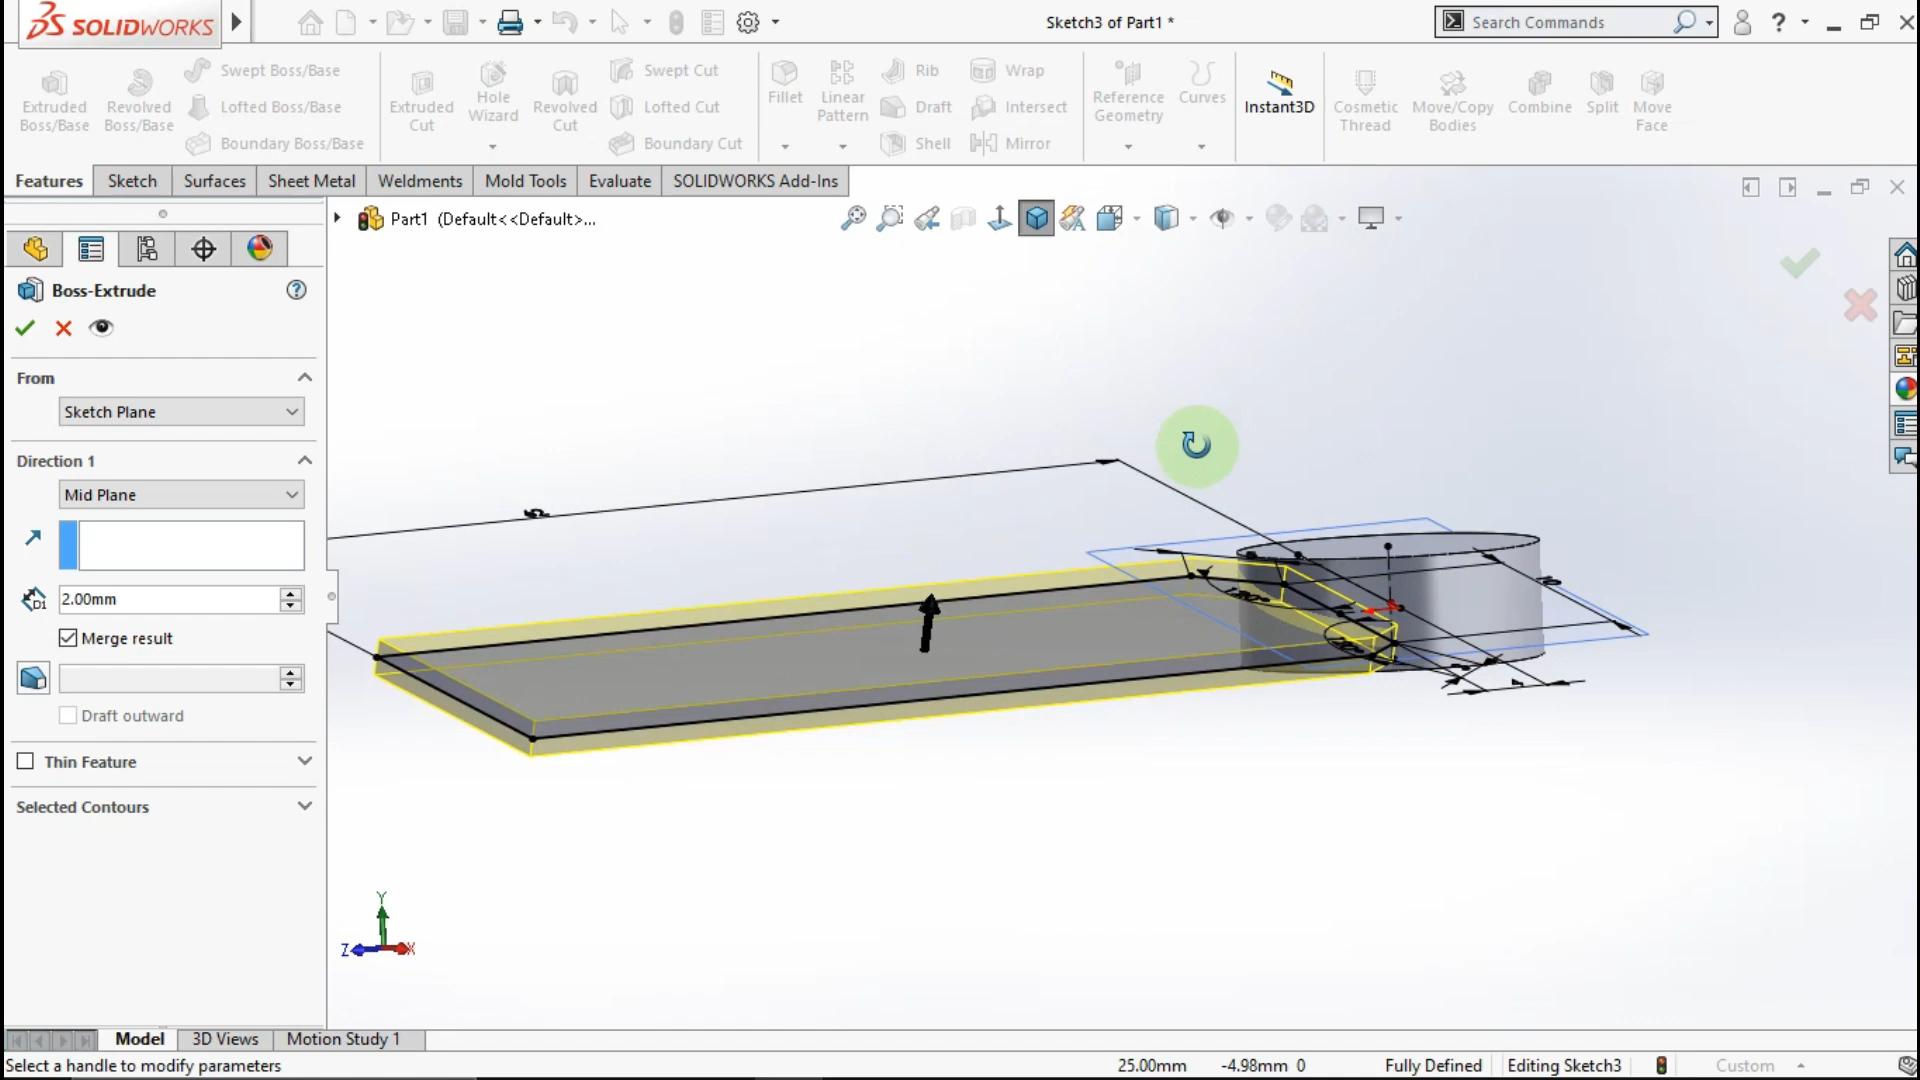 SOLIDWORKS
Sketch3 of Part1 *
Search Commands
?
Extruded Boss/Base
Revolved Boss/Base
Swept Boss/Base
Lofted Boss/Base
Boundary Boss/Base
Extruded Cut
Hole Wizard
Revolved Cut
Swept Cut
Lofted Cut
Boundary Cut
Fillet
Linear Pattern
Rib
Draft
Shell
Wrap
Intersect
Mirror
Reference Geometry
Curves
Instant3D
Cosmetic Thread
Move/Copy Bodies
Combine
Split
Move Face
Features
Sketch
Surfaces
Sheet Metal
Weldments
Mold Tools
Evaluate
SOLIDWORKS Add-Ins
Part1 (Default<<Default>...
Boss-Extrude
?
From
Sketch Plane
Direction 1
Mid Plane
D1
2.00mm
Merge result
Draft outward
Thin Feature
Selected Contours
Y
Z
X
Model
3D Views
Motion Study 1
Select a handle to modify parameters
25.00mm
-4.98mm 0
Fully Defined
Editing Sketch3
Custom